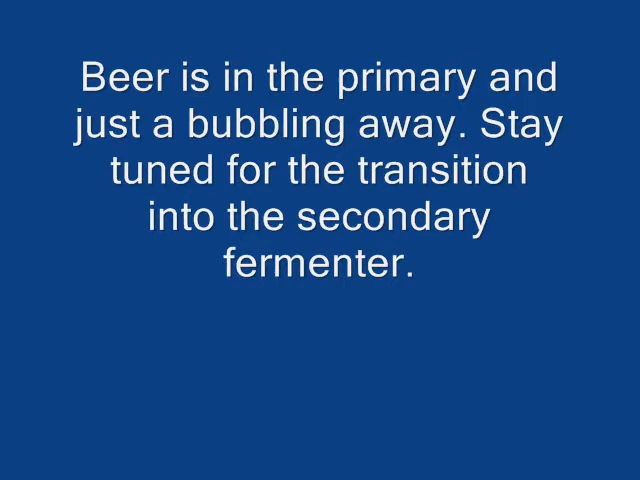 Beer is in the primary and
just a bubbling away. Stay
tuned for the transition
into the secondary
fermenter.